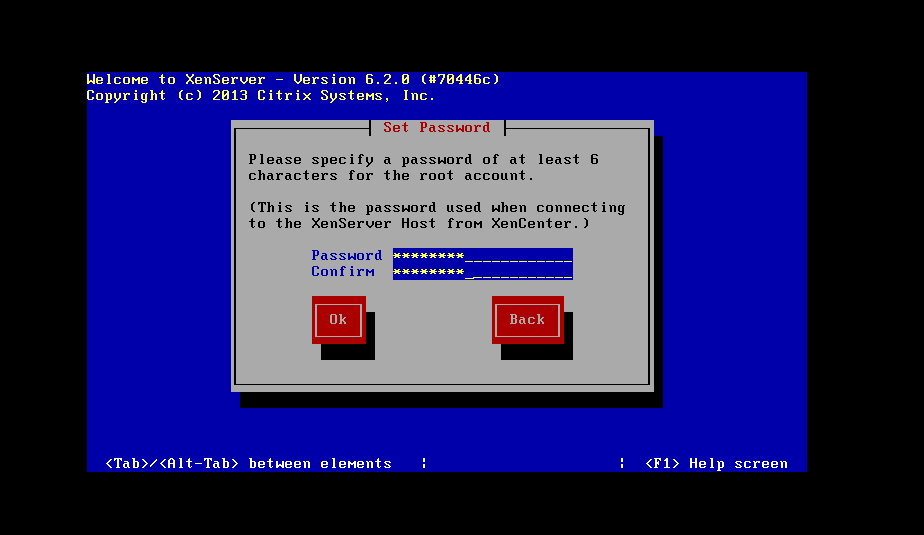 Welcome to XenServer - Version 6.2.0 (#70446c)
Copyright (c) 2013 Citrix Systems, Inc.
Set Password
Please specify a password of at least 6
characters for the root account.
(This is the password used when connecting
to the XenServer Host from XenCenter.)
Password ********____________
Confirm ********____________
Ok Back
<Tab>/<Alt-Tab> between elements ¦ ¦ <F1> Help screen